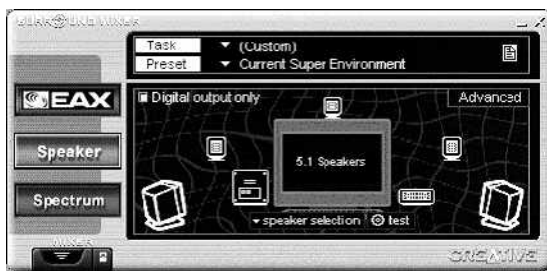 SURROUND MIXER
Task (Custom)
Preset Current Super Environment
EAX
Digital output only
Advanced
Speaker
5.1 Speakers
Spectrum
speaker selection test
MIXER
CREATIVE